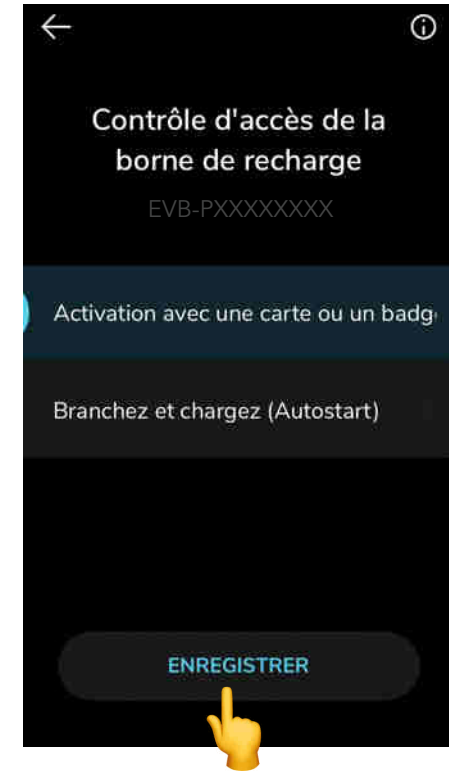 Contrôle d'accès de la
borne de recharge
EVB-PXXXXXXXX
Activation avec une carte ou un badg
Branchez et chargez (Autostart)
ENREGISTRER